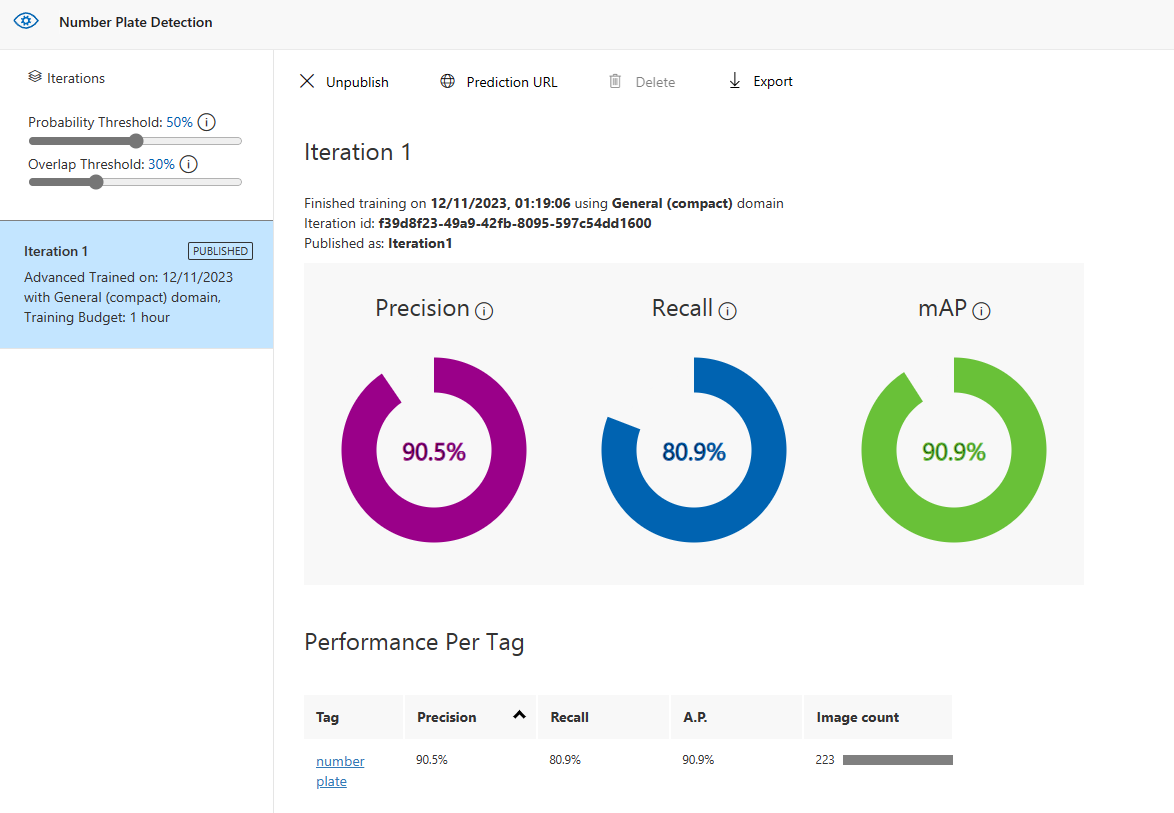 Number Plate Detection
Iterations
Probability Threshold: 50%
Overlap Threshold: 30%
Iteration 1
PUBLISHED
Advanced Trained on: 12/11/2023
with General (compact) domain,
Training Budget: 1 hour
Unpublish
Prediction URL
Delete
Export
Iteration 1
Finished training on 12/11/2023, 01:19:06 using General (compact) domain
Iteration id: f39d8f23-49a9-42fb-8095-597c54dd1600
Published as: Iteration1
Precision
Recall
mAP
90.5%
80.9%
90.9%
Performance Per Tag
Tag Precision Recall A.P. Image count
number 90.5% 80.9% 90.9% 223
plate